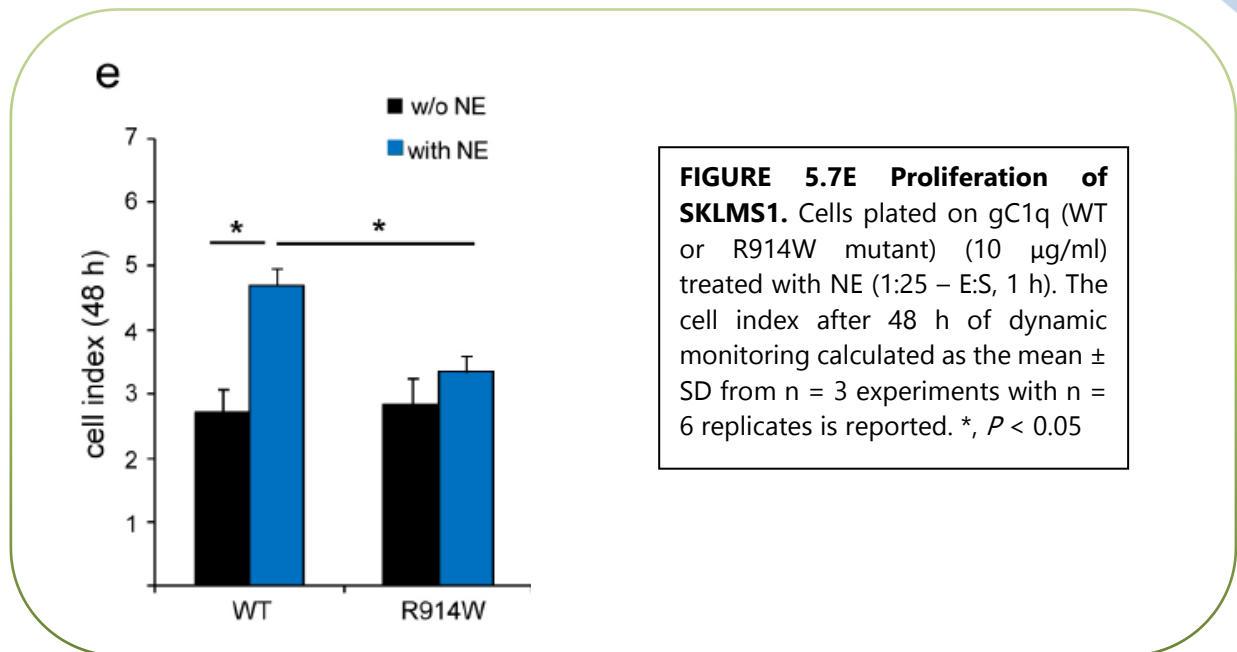 e
w/o NE
with NE
7
6
5
4
3
2
1
cell index (48 h)
*
*
WT
R914W
FIGURE 5.7E Proliferation of
SKLMS1. Cells plated on gC1q (WT
or R914W mutant) (10 µg/ml)
treated with NE (1:25 – E:S, 1 h). The
cell index after 48 h of dynamic
monitoring calculated as the mean ±
SD from n = 3 experiments with n =
6 replicates is reported. *, P < 0.05